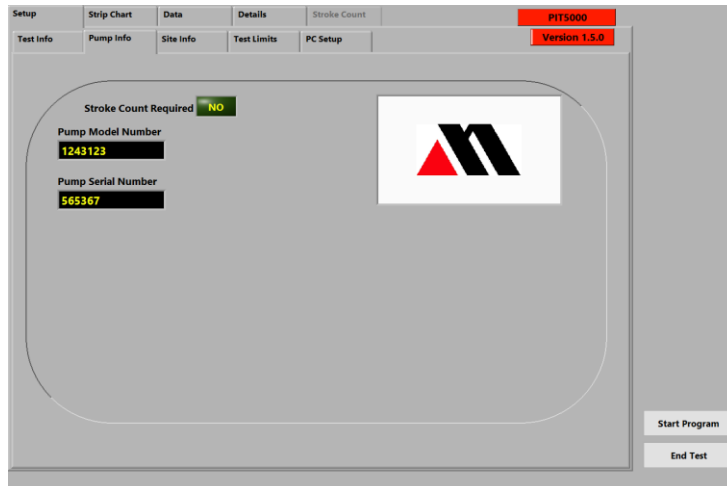 Setup Strip Chart Data Details Stroke Count PIT5000
Test Info Pump Info Site Info Test Limits PC Setup Version 1.5.0
Stroke Count Required NO
Pump Model Number
1243123
Pump Serial Number
565367
Start Program
End Test